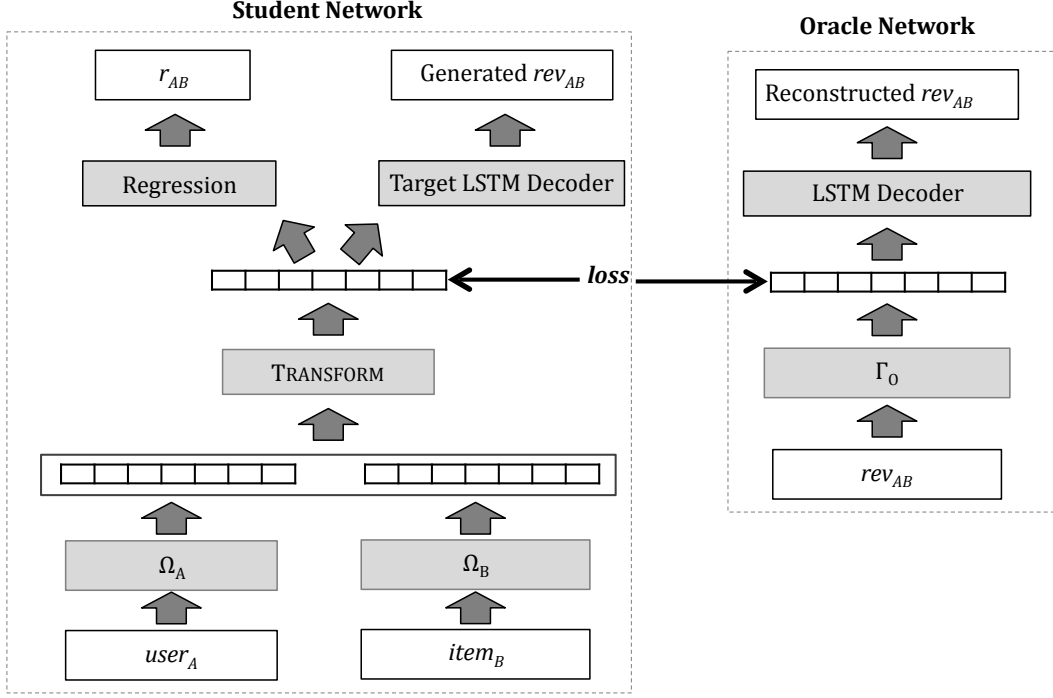 Student Network
Oracle Network
r_AB
Generated rev_AB
Reconstructed rev_AB
Regression
Target LSTM Decoder
LSTM Decoder
loss
TRANSFORM
Γ_O
rev_AB
Ω_A
Ω_B
user_A
item_B